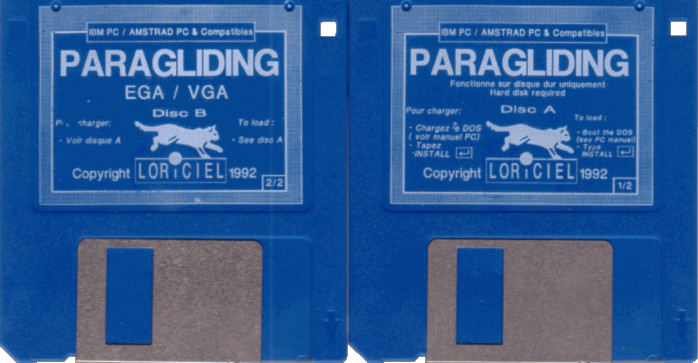 IBM PC / AMSTRAD PC & Compatibles
PARAGLIDING
EGA / VGA
Disc B
charger:
- Voir disque A
To load :
- See disc A
Copyright LORICIEL 1992
2/2
IBM PC / AMSTRAD PC & Compatibles
PARAGLIDING
Fonctionne sur disque dur uniquement
Hard disk required
Disc A
Pour charger:
- Chargez le DOS
( voir manuel PC)
- Tapez
INSTALL
To load :
- Boot the DOS
(see PC manual)
- Type
INSTALL
Copyright LORICIEL 1992
1/2